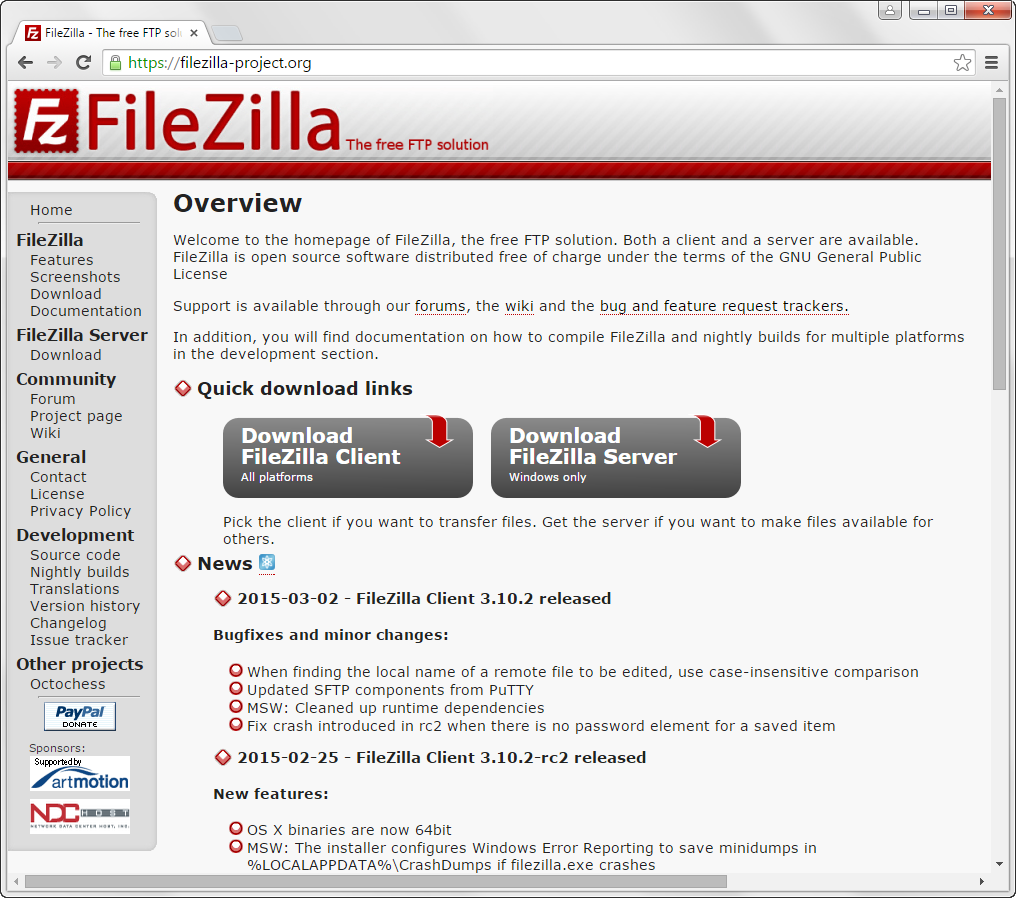 FileZilla - The free FTP solu
https://filezilla-project.org
Fz FileZilla The free FTP solution
Home
FileZilla
Features
Screenshots
Download
Documentation
FileZilla Server
Download
Community
Forum
Project page
Wiki
General
Contact
License
Privacy Policy
Development
Source code
Nightly builds
Translations
Version history
Changelog
Issue tracker
Other projects
Octochess
PayPal
DONATE
Sponsors:
Supported by
artmotion
NDC HOST
NETWORK DATA CENTER HOST, INC.
Overview
Welcome to the homepage of FileZilla, the free FTP solution. Both a client and a server are available.
FileZilla is open source software distributed free of charge under the terms of the GNU General Public
License
Support is available through our forums, the wiki and the bug and feature request trackers.
In addition, you will find documentation on how to compile FileZilla and nightly builds for multiple platforms
in the development section.
Quick download links
Download
FileZilla Client
All platforms
Download
FileZilla Server
Windows only
Pick the client if you want to transfer files. Get the server if you want to make files available for
others.
News
2015-03-02 - FileZilla Client 3.10.2 released
Bugfixes and minor changes:
When finding the local name of a remote file to be edited, use case-insensitive comparison
Updated SFTP components from PuTTY
MSW: Cleaned up runtime dependencies
Fix crash introduced in rc2 when there is no password element for a saved item
2015-02-25 - FileZilla Client 3.10.2-rc2 released
New features:
OS X binaries are now 64bit
MSW: The installer configures Windows Error Reporting to save minidumps in
%LOCALAPPDATA%\CrashDumps if filezilla.exe crashes